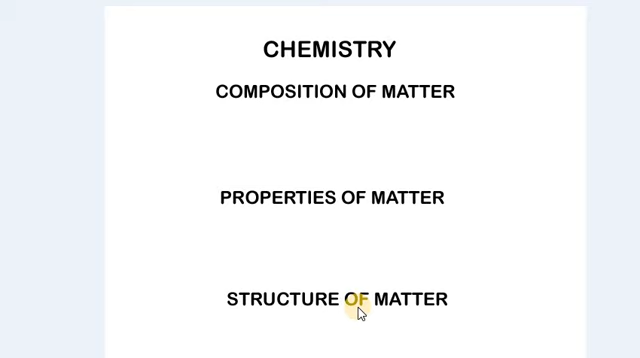 CHEMISTRY
COMPOSITION OF MATTER
PROPERTIES OF MATTER
STRUCTURE OF MATTER